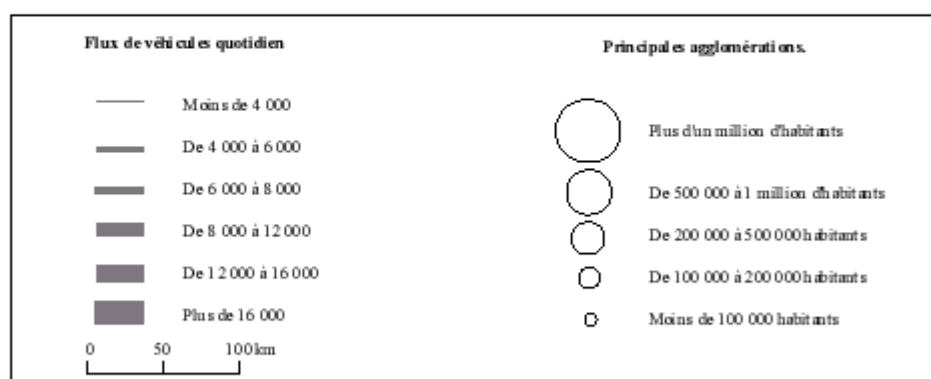 Flux de véhicules quotidien
Moins de 4 000
De 4 000 à 6 000
De 6 000 à 8 000
De 8 000 à 12 000
De 12 000 à 16 000
Plus de 16 000
0 50 100 km
Principales agglomérations.
Plus d'un million d'habitants
De 500 000 à 1 million d'habitants
De 200 000 à 500 000 habitants
De 100 000 à 200 000 habitants
Moins de 100 000 habitants